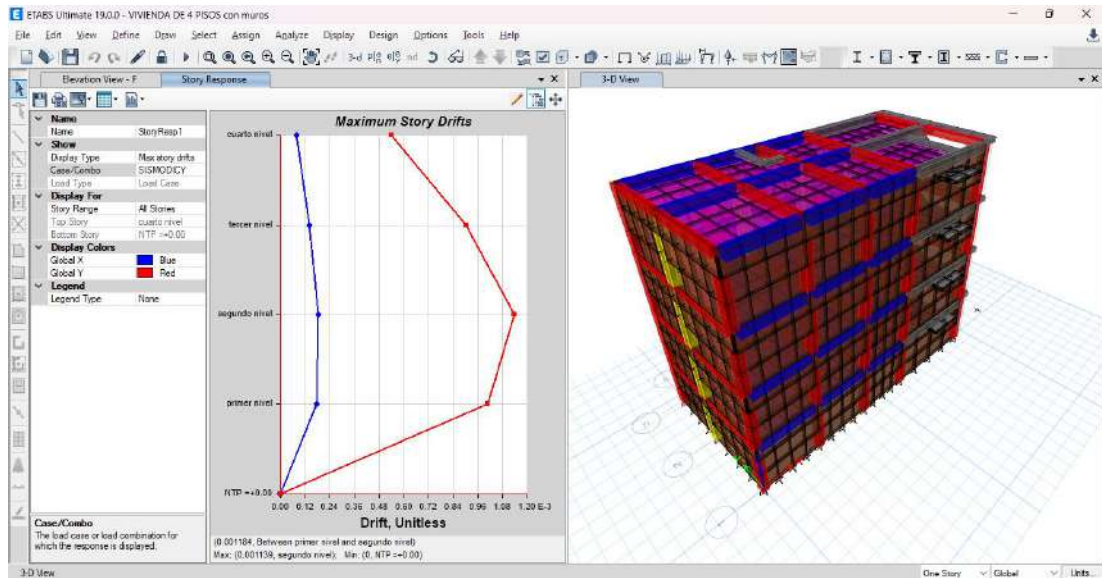 ETABS Ultimate 19.0.0 - VIVIENDA DE 4 PISOS con muros
File Edit View Define Draw Select Assign Analyze Display Design Options Tools Help
Elevation View - F
Story Response
3-D View
Name
Name StoryResp1
Show
Display Type Max story drifts
Case/Combo SISMODICY
Load Type Load Case
Display For
Story Range All Stories
Top Story cuarto nivel
Bottom Story NTP =+0.00
Display Colors
Global X Blue
Global Y Red
Legend
Legend Type None
Case/Combo
The load case or load combination for
which the response is displayed.
Maximum Story Drifts
cuarto nivel
tercer nivel
segundo nivel
primer nivel
NTP =+0.00
0.00 0.12 0.24 0.36 0.48 0.60 0.72 0.84 0.96 1.08 1.20 E-3
Drift, Unitless
(0.001184, Between primer nivel and segundo nivel)
Max: (0.001139, segundo nivel); Min: (0, NTP =+0.00)
3-D View
One Story Global Units...